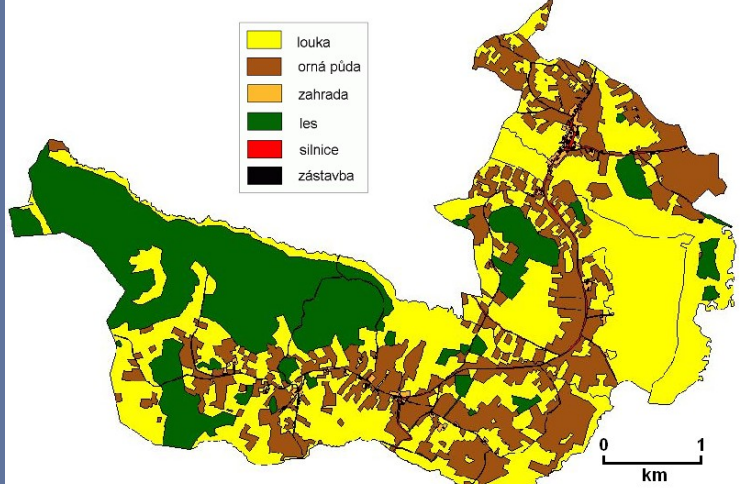 louka
orná půda
zahrada
les
silnice
zástavba
0 1
km